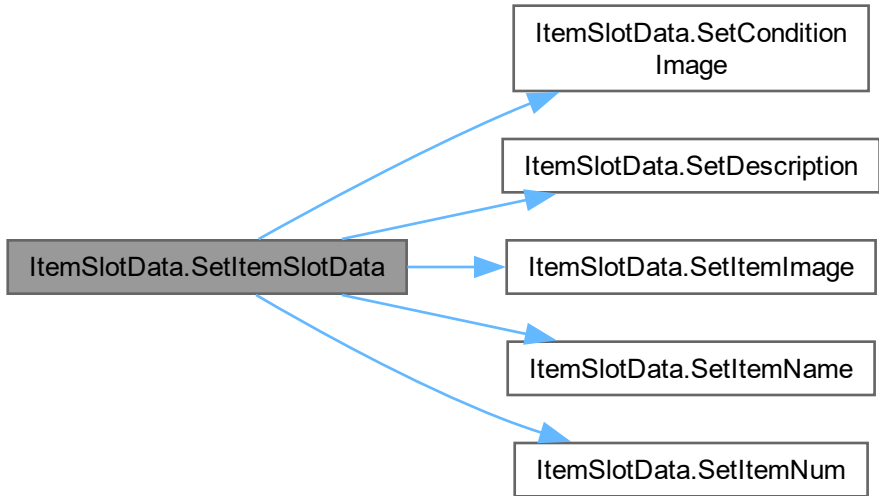 ItemSlotData.SetCondition
Image
ItemSlotData.SetDescription
ItemSlotData.SetItemSlotData
ItemSlotData.SetItemImage
ItemSlotData.SetItemName
ItemSlotData.SetItemNum